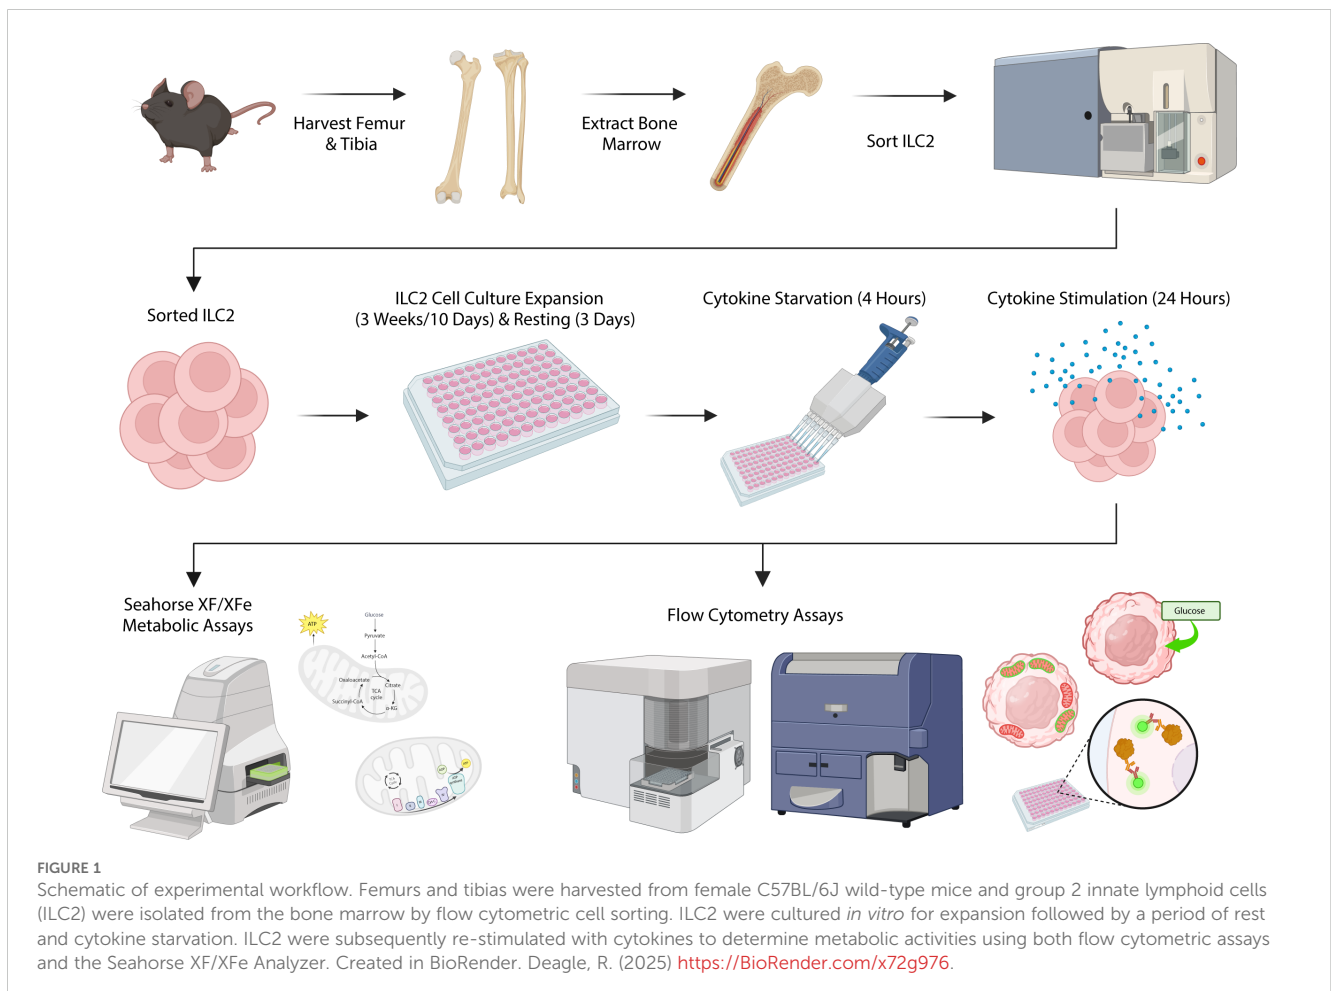 Harvest Femur
& Tibia
Extract Bone
Marrow
Sort ILC2
Sorted ILC2
ILC2 Cell Culture Expansion
(3 Weeks/10 Days) & Resting (3 Days)
Cytokine Starvation (4 Hours)
Cytokine Stimulation (24 Hours)
Seahorse XF/XFe
Metabolic Assays
ATP
Glucose
Pyruvate
Acetyl-CoA
Oxaloacetate
Citrate
TCA
cycle
Succinyl-CoA
α-KG
Flow Cytometry Assays
Glucose
FIGURE 1
Schematic of experimental workflow. Femurs and tibias were harvested from female C57BL/6J wild-type mice and group 2 innate lymphoid cells
(ILC2) were isolated from the bone marrow by flow cytometric cell sorting. ILC2 were cultured in vitro for expansion followed by a period of rest
and cytokine starvation. ILC2 were subsequently re-stimulated with cytokines to determine metabolic activities using both flow cytometric assays
and the Seahorse XF/XFe Analyzer. Created in BioRender. Deagle, R. (2025) https://BioRender.com/x72g976.